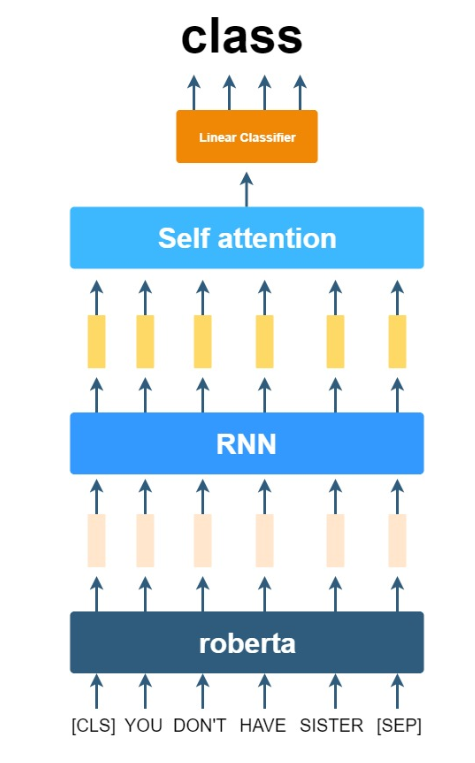 class
Linear Classifier
Self attention
RNN
roberta
[CLS] YOU DON'T HAVE SISTER [SEP]